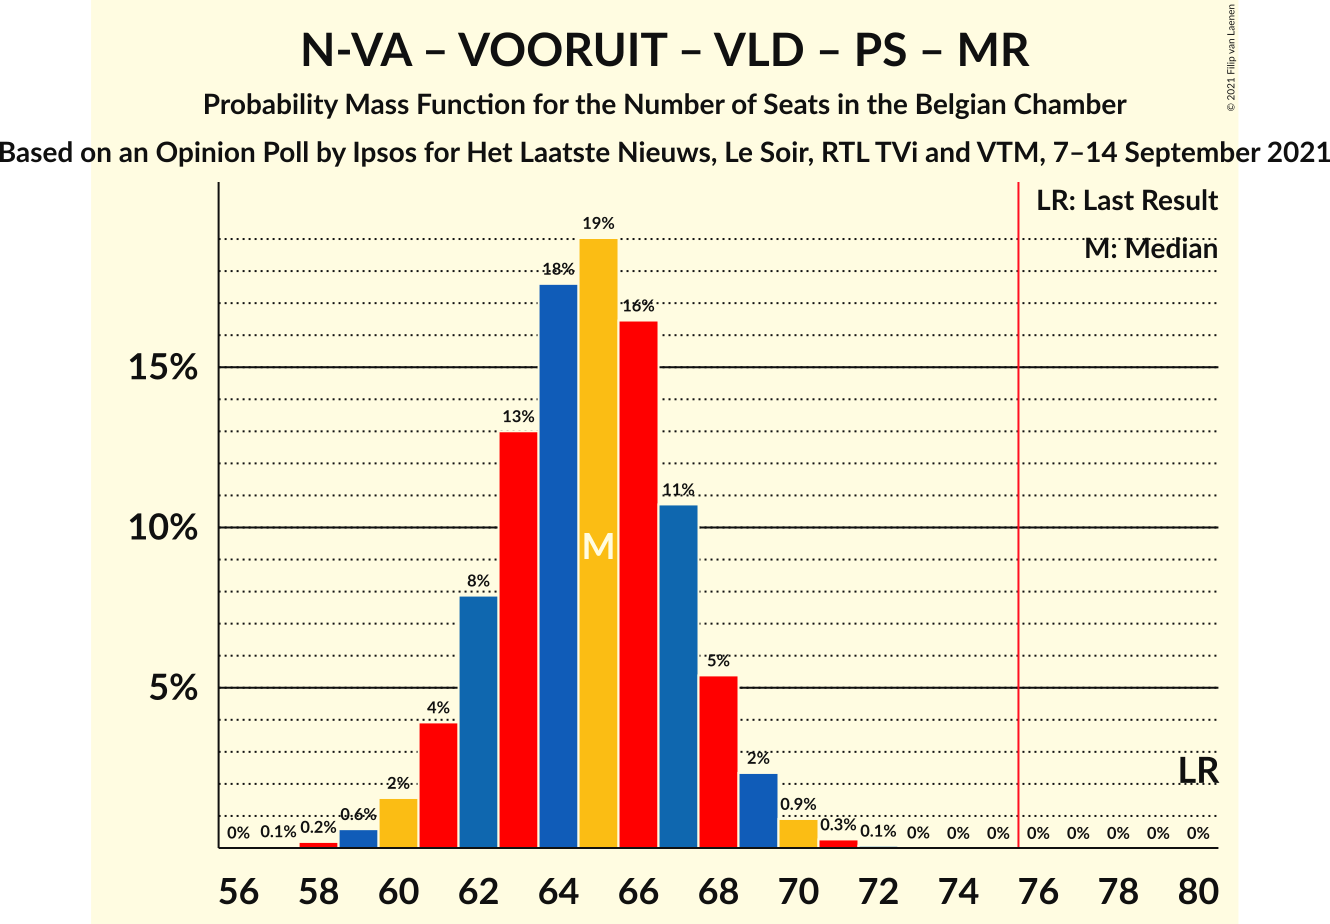 N-VA – VOORUIT – VLD – PS – MR
Probability Mass Function for the Number of Seats in the Belgian Chamber
Based on an Opinion Poll by Ipsos for Het Laatste Nieuws, Le Soir, RTL TVi and VTM, 7–14 September 2021
© 2021 Filip van Laenen
LR: Last Result
M: Median
15%
10%
5%
0% 0.1% 0.2% 0.6% 2% 4% 8% 13% 18% 19% 16% 11% 5% 2% 0.9% 0.3% 0.1% 0% 0% 0% 0% 0% 0% 0% 0%
M
LR
56 58 60 62 64 66 68 70 72 74 76 78 80